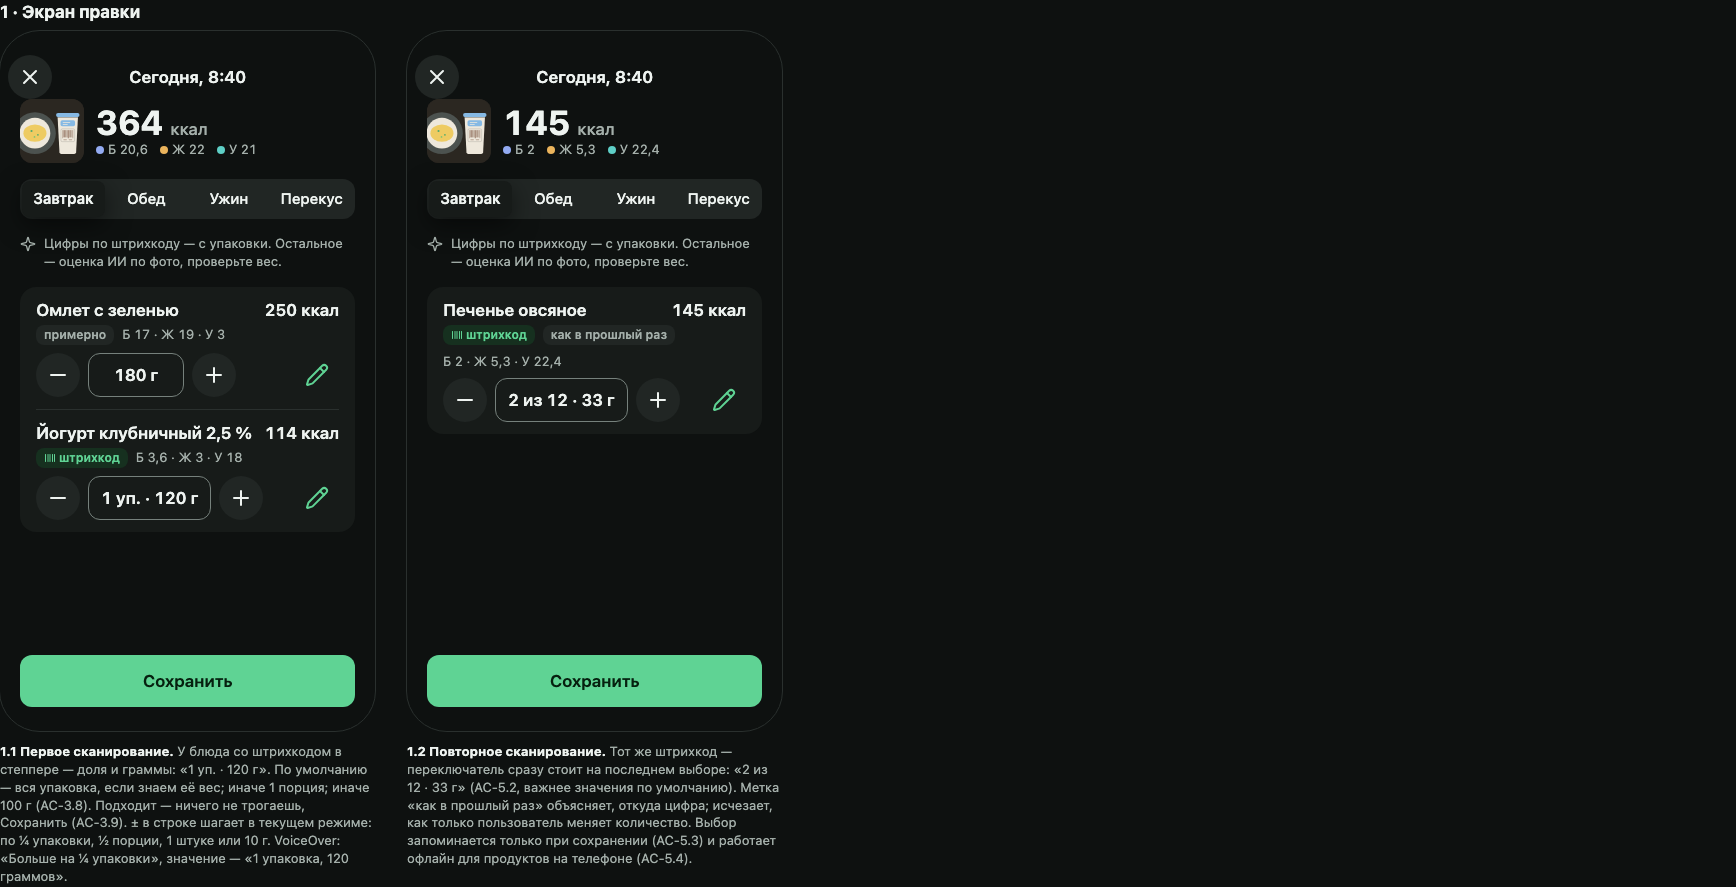 1 · Экран правки
Сегодня, 8:40
364 ккал
Б 20,6 Ж 22 У 21
Завтрак Обед Ужин Перекус
Цифры по штрихкоду — с упаковки. Остальное
— оценка ИИ по фото, проверьте вес.
Омлет с зеленью 250 ккал
примерно Б 17 · Ж 19 · У 3
180 г
Йогурт клубничный 2,5 % 114 ккал
штрихкод Б 3,6 · Ж 3 · У 18
1 уп. · 120 г
Сохранить
1.1 Первое сканирование. У блюда со штрихкодом в
степпере — доля и граммы: «1 уп. · 120 г». По умолчанию
— вся упаковка, если знаем её вес; иначе 1 порция; иначе
100 г (AC-3.8). Подходит — ничего не трогаешь,
Сохранить (AC-3.9). ± в строке шагает в текущем режиме:
по ¼ упаковки, ½ порции, 1 штуке или 10 г. VoiceOver:
«Больше на ¼ упаковки», значение — «1 упаковка, 120
граммов».
Сегодня, 8:40
145 ккал
Б 2 Ж 5,3 У 22,4
Завтрак Обед Ужин Перекус
Цифры по штрихкоду — с упаковки. Остальное
— оценка ИИ по фото, проверьте вес.
Печенье овсяное 145 ккал
штрихкод как в прошлый раз
Б 2 · Ж 5,3 · У 22,4
2 из 12 · 33 г
Сохранить
1.2 Повторное сканирование. Тот же штрихкод —
переключатель сразу стоит на последнем выборе: «2 из
12 · 33 г» (AC-5.2, важнее значения по умолчанию). Метка
«как в прошлый раз» объясняет, откуда цифра; исчезает,
как только пользователь меняет количество. Выбор
запоминается только при сохранении (AC-5.3) и работает
офлайн для продуктов на телефоне (AC-5.4).